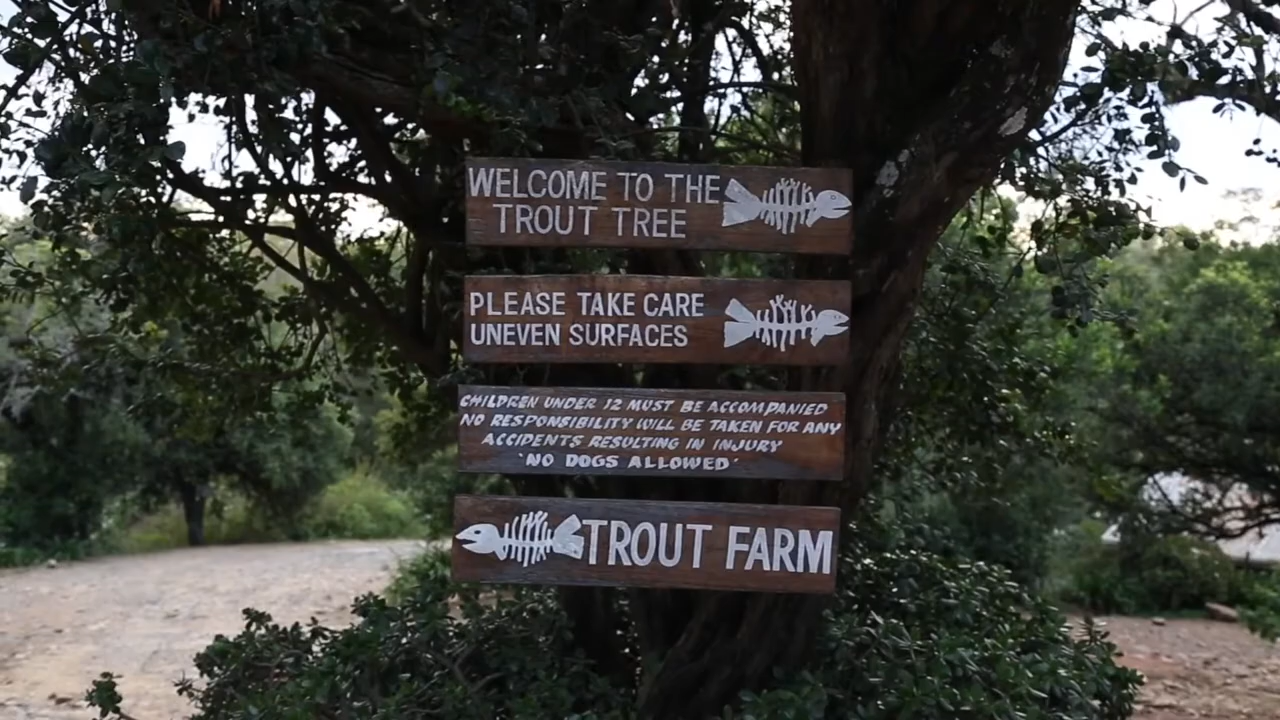 WELCOME TO THE
TROUT TREE
PLEASE TAKE CARE
UNEVEN SURFACES
CHILDREN UNDER 12 MUST BE ACCOMPANIED
NO RESPONSIBILITY WILL BE TAKEN FOR ANY
ACCIDENTS RESULTING IN INJURY
'NO DOGS ALLOWED'
TROUT FARM